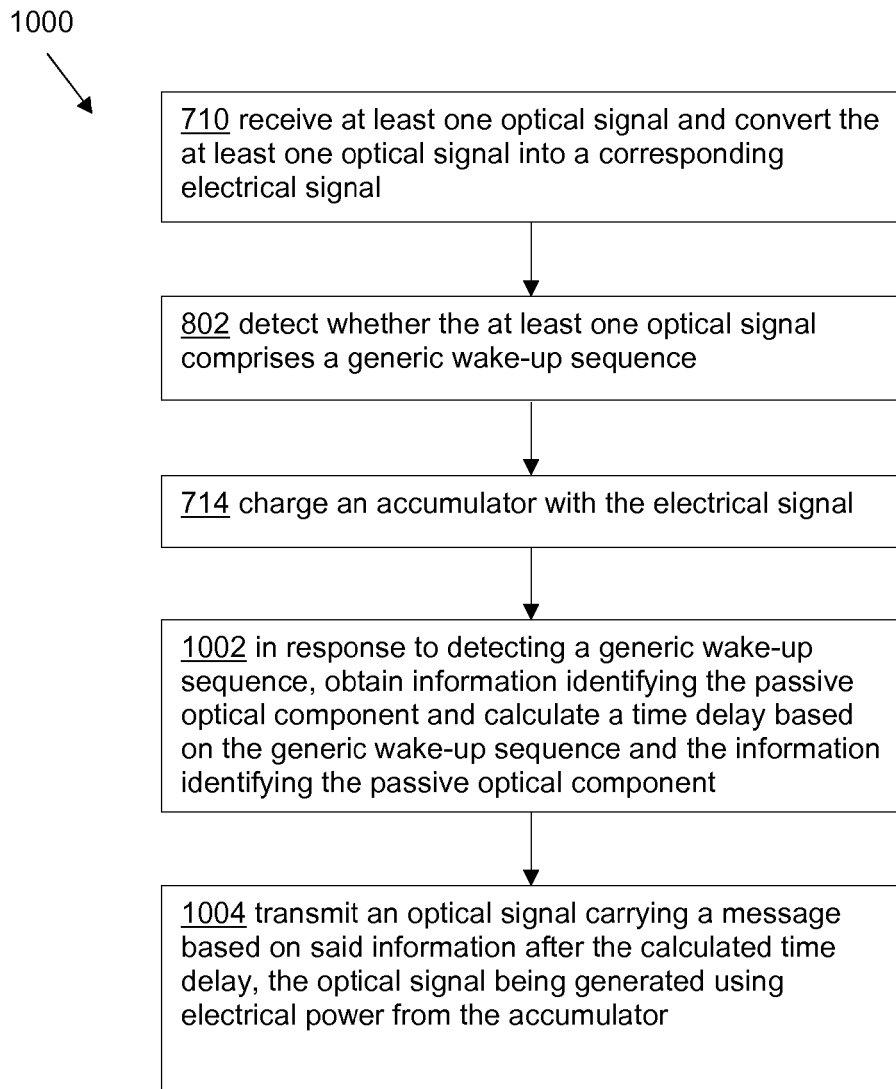 1000
710 receive at least one optical signal and convert the
at least one optical signal into a corresponding
electrical signal
802 detect whether the at least one optical signal
comprises a generic wake-up sequence
714 charge an accumulator with the electrical signal
1002 in response to detecting a generic wake-up
sequence, obtain information identifying the passive
optical component and calculate a time delay based
on the generic wake-up sequence and the information
identifying the passive optical component
1004 transmit an optical signal carrying a message
based on said information after the calculated time
delay, the optical signal being generated using
electrical power from the accumulator